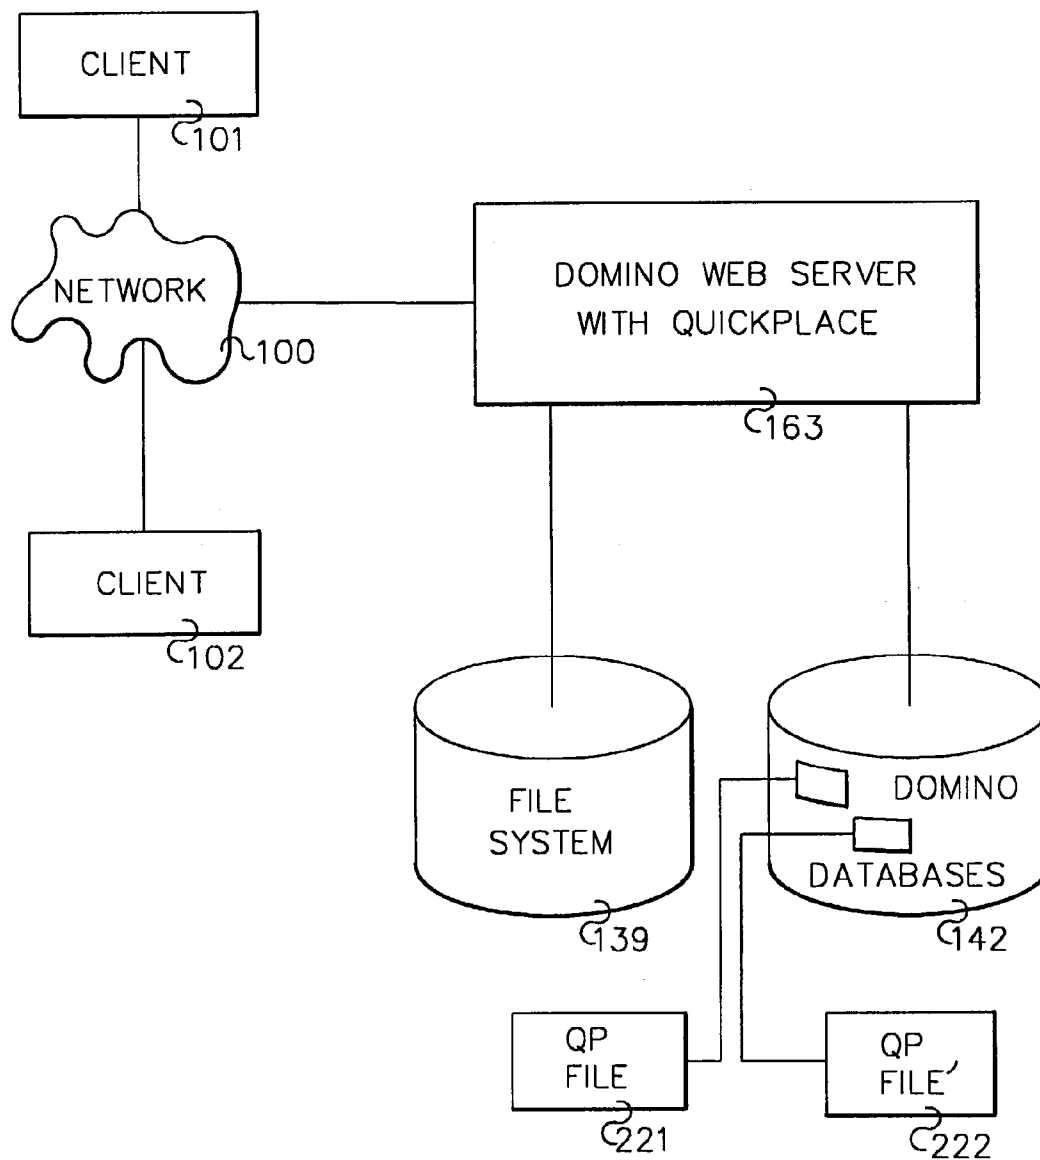 CLIENT
101
NETWORK
100
DOMINO WEB SERVER
WITH QUICKPLACE
163
CLIENT
102
FILE
SYSTEM
139
DOMINO
DATABASES
142
QP
FILE
221
QP
FILE'
222